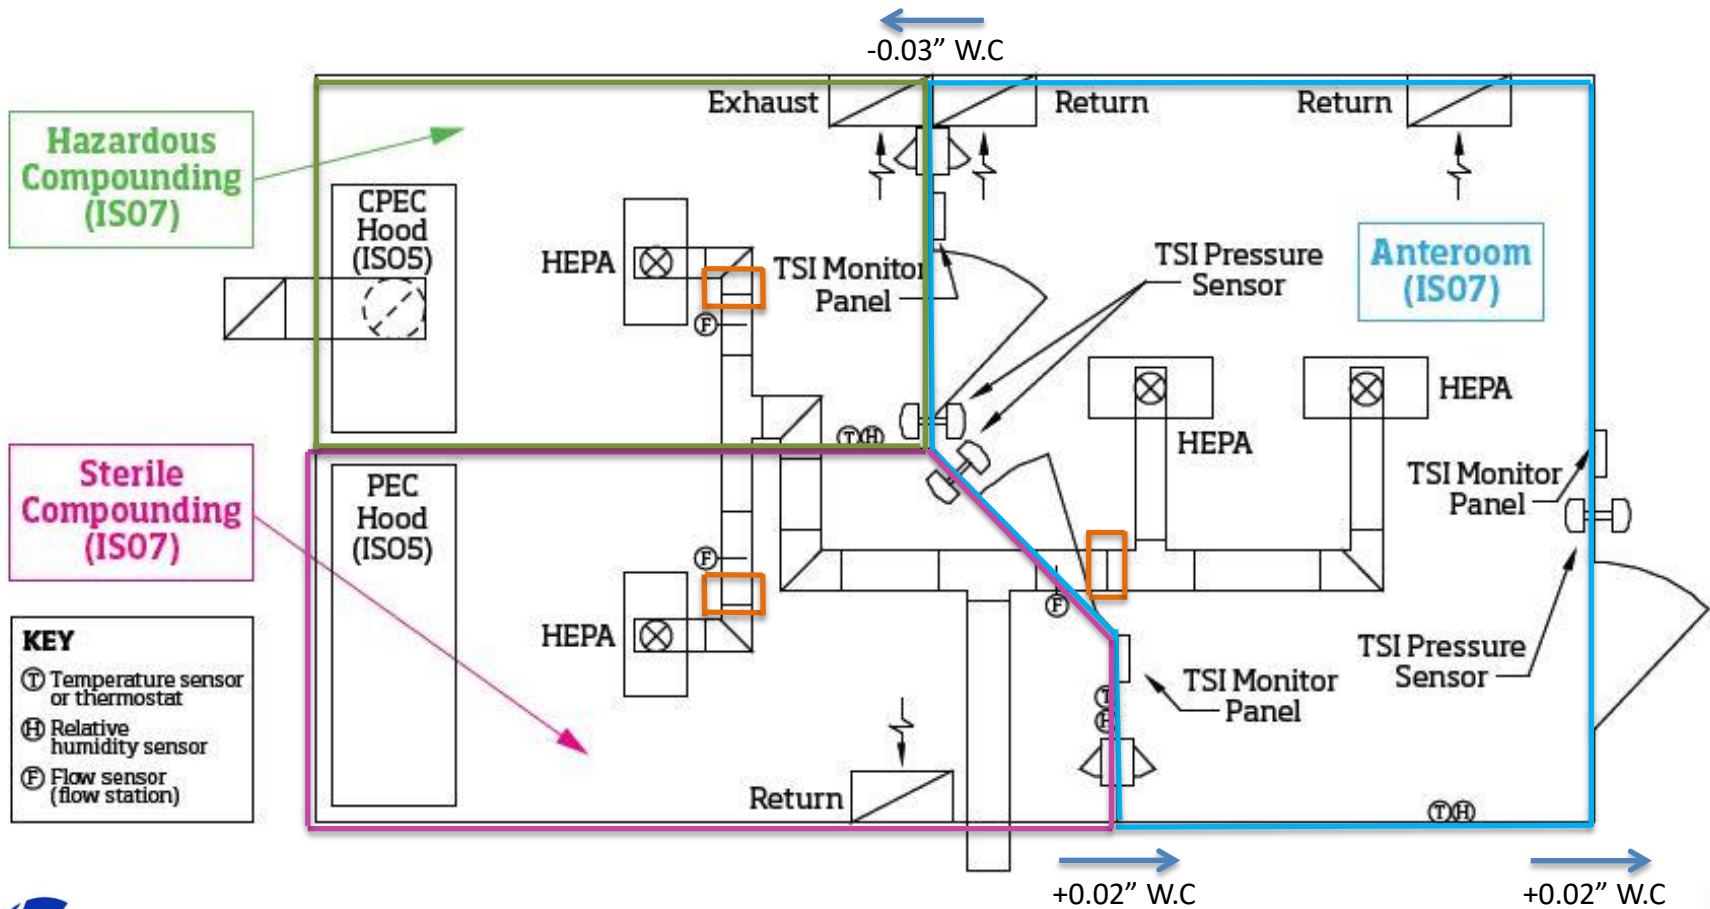 -0.03” W.C
Exhaust
Return
Return
Hazardous
Compounding
(ISO7)
CPEC
Hood
(ISO5)
HEPA
TSI Monitor
Panel
TSI Pressure
Sensor
Anteroom
(ISO7)
F
HEPA
HEPA
T H
Sterile
Compounding
(ISO7)
PEC
Hood
(ISO5)
TSI Monitor
Panel
F
F
HEPA
KEY
T Temperature sensor
or thermostat
H Relative
humidity sensor
F Flow sensor
(flow station)
TSI Pressure
Sensor
TSI Monitor
Panel
T
H
Return
T H
+0.02” W.C
+0.02” W.C